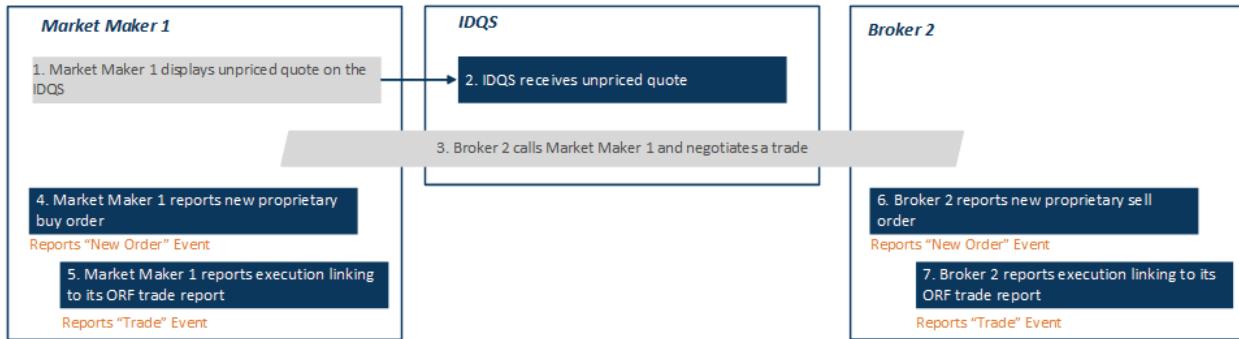 Market Maker 1
IDQS
Broker 2
1. Market Maker 1 displays unpriced quote on the
IDQS
2. IDQS receives unpriced quote
3. Broker 2 calls Market Maker 1 and negotiates a trade
4. Market Maker 1 reports new proprietary
buy order
Reports “New Order” Event
5. Market Maker 1 reports execution linking
to its ORF trade report
Reports “Trade” Event
6. Broker 2 reports new proprietary sell
order
Reports “New Order” Event
7. Broker 2 reports execution linking to its
ORF trade report
Reports “Trade” Event